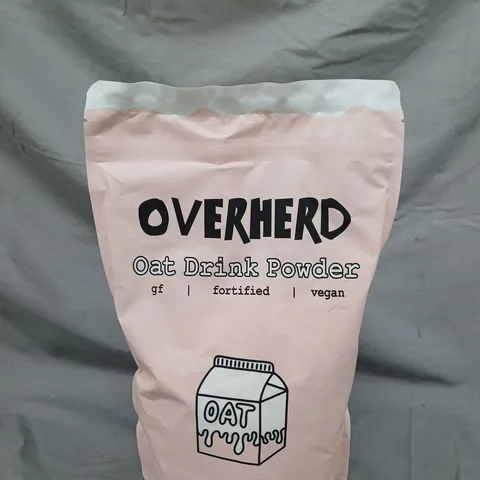 OVERHERD
Oat Drink Powder
gf | fortified | vegan
OAT